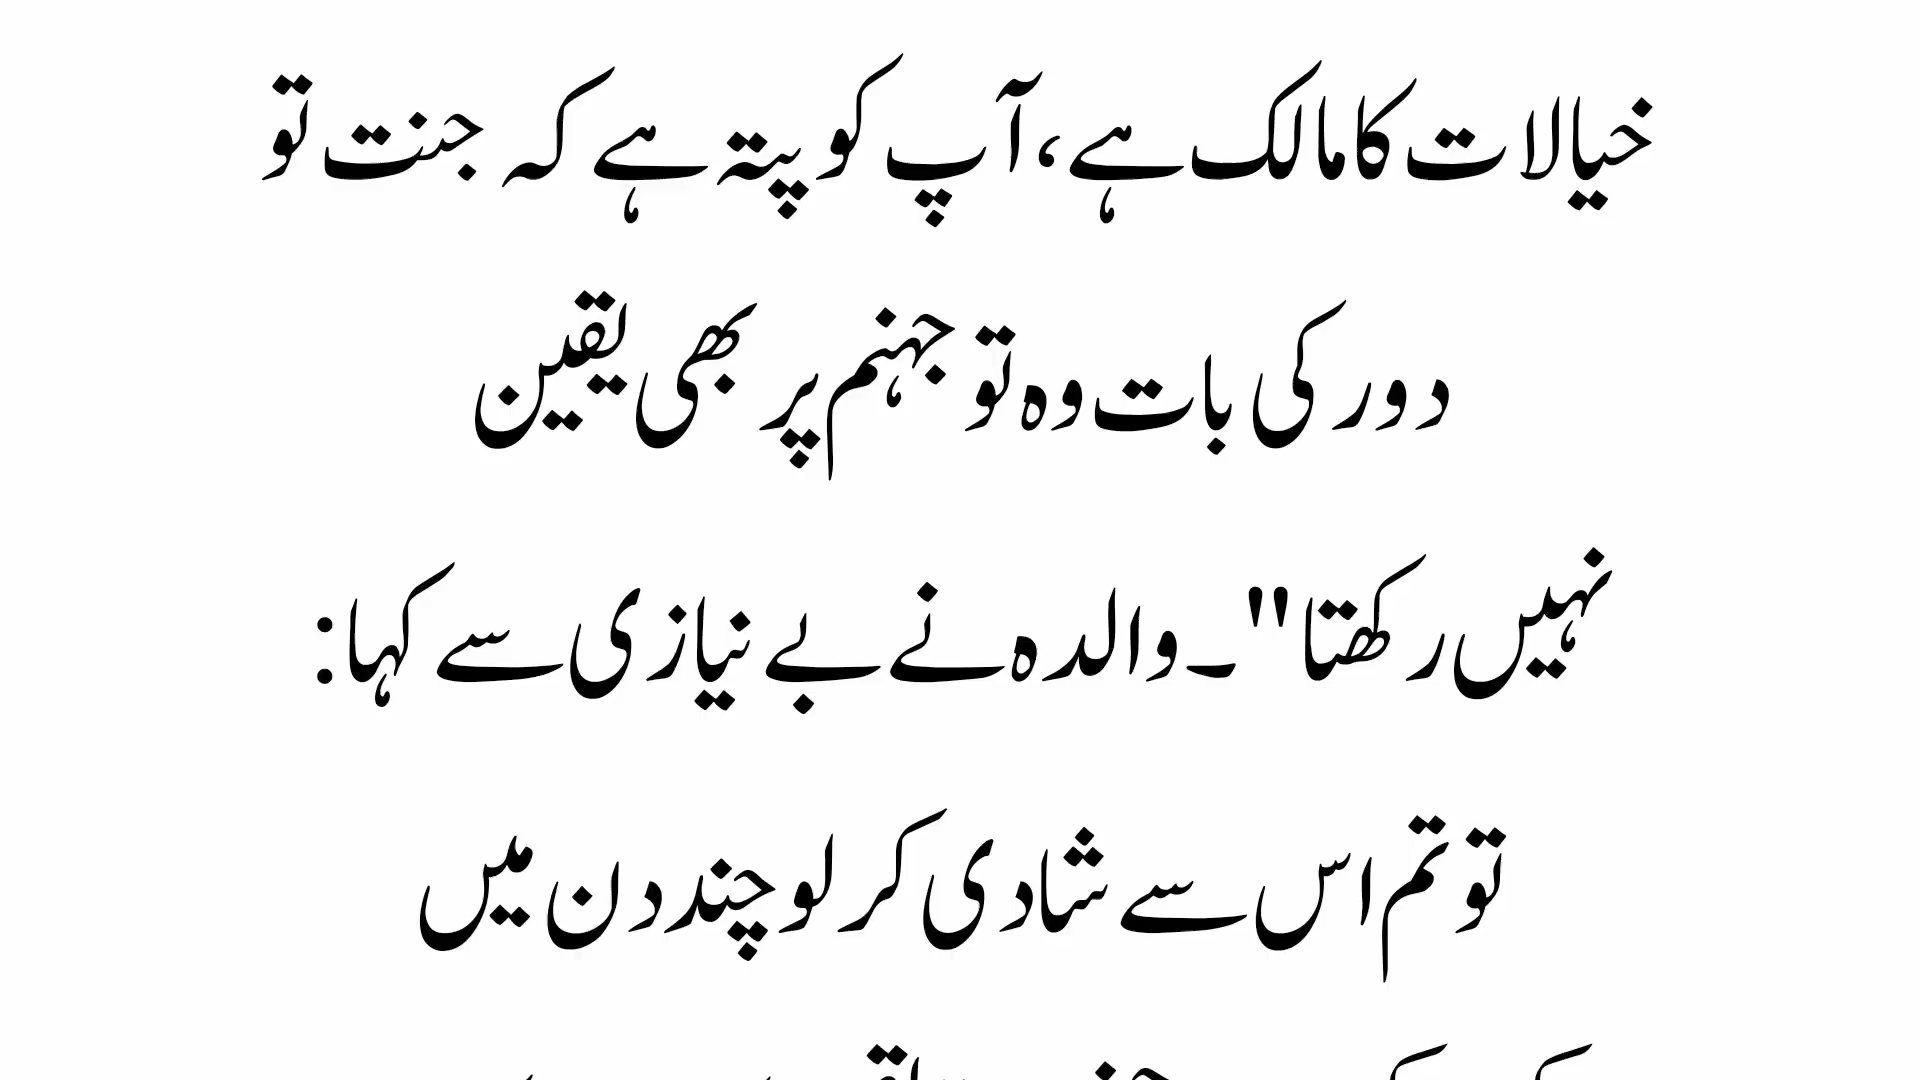 خیالات کا مالک ہے، آپ کو پتہ ہے کہ جنت تو
دور کی بات وہ تو جہنم پر بھی یقین
نہیں رکھتا"۔ والدہ نے بے نیازی سے کہا:
تو تم اس سے شادی کر لو چند دن میں